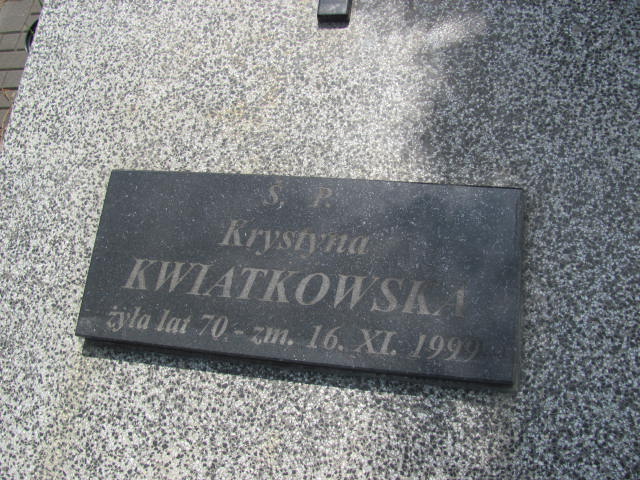 Ś. P.
Krystyna
KWIATKOWSKA
żyła lat 70,- zm. 16. XI. 1999